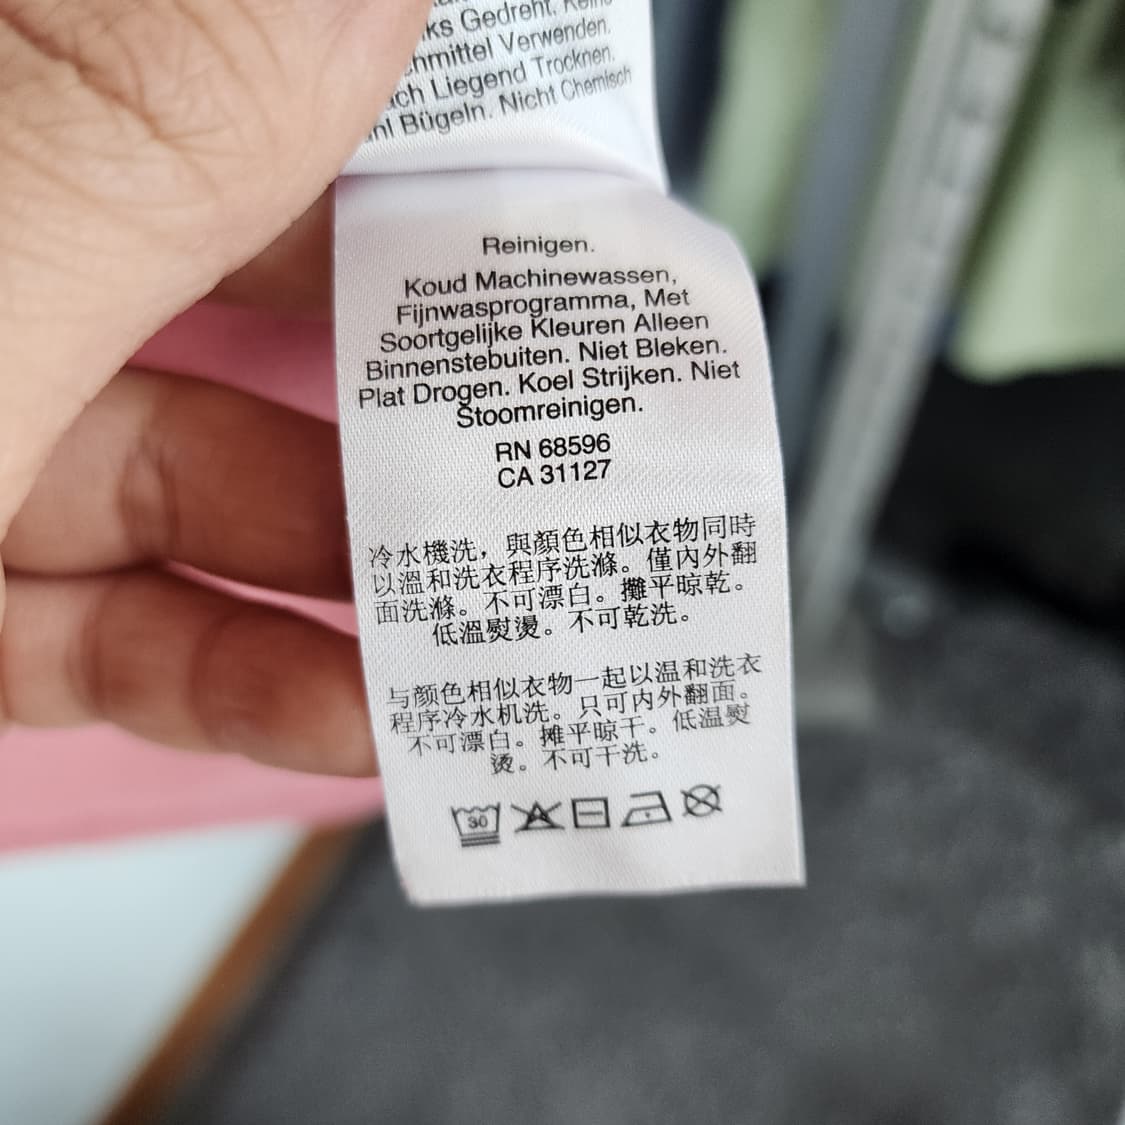 ks Gedreht. Keine
hmittel Verwenden.
ach Liegend Trocknen.
hl Bügeln. Nicht Chemisch
Reinigen.
Koud Machinewassen,
Fijnwasprogramma, Met
Soortgelijke Kleuren Alleen
Binnenstebuiten. Niet Bleken.
Plat Drogen. Koel Strijken. Niet
Stoomreinigen.
RN 68596
CA 31127
冷水機洗，與顏色相似衣物同時
以溫和洗衣程序洗滌。僅內外翻
面洗滌。不可漂白。攤平晾乾。
低溫熨燙。不可乾洗。
与颜色相似衣物一起以温和洗衣
程序冷水机洗。只可内外翻面。
不可漂白。摊平晾干。低温熨
烫。不可干洗。
30